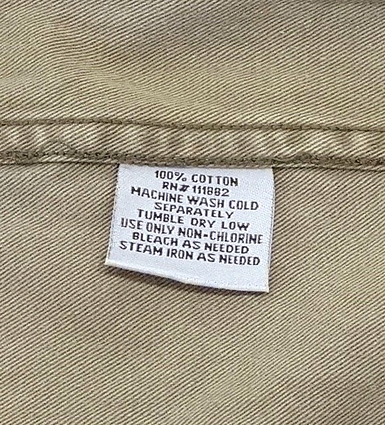 100% COTTON
RN# 111882
MACHINE WASH COLD
SEPARATELY
TUMBLE DRY LOW
USE ONLY NON-CHLORINE
BLEACH AS NEEDED
STEAM IRON AS NEEDED